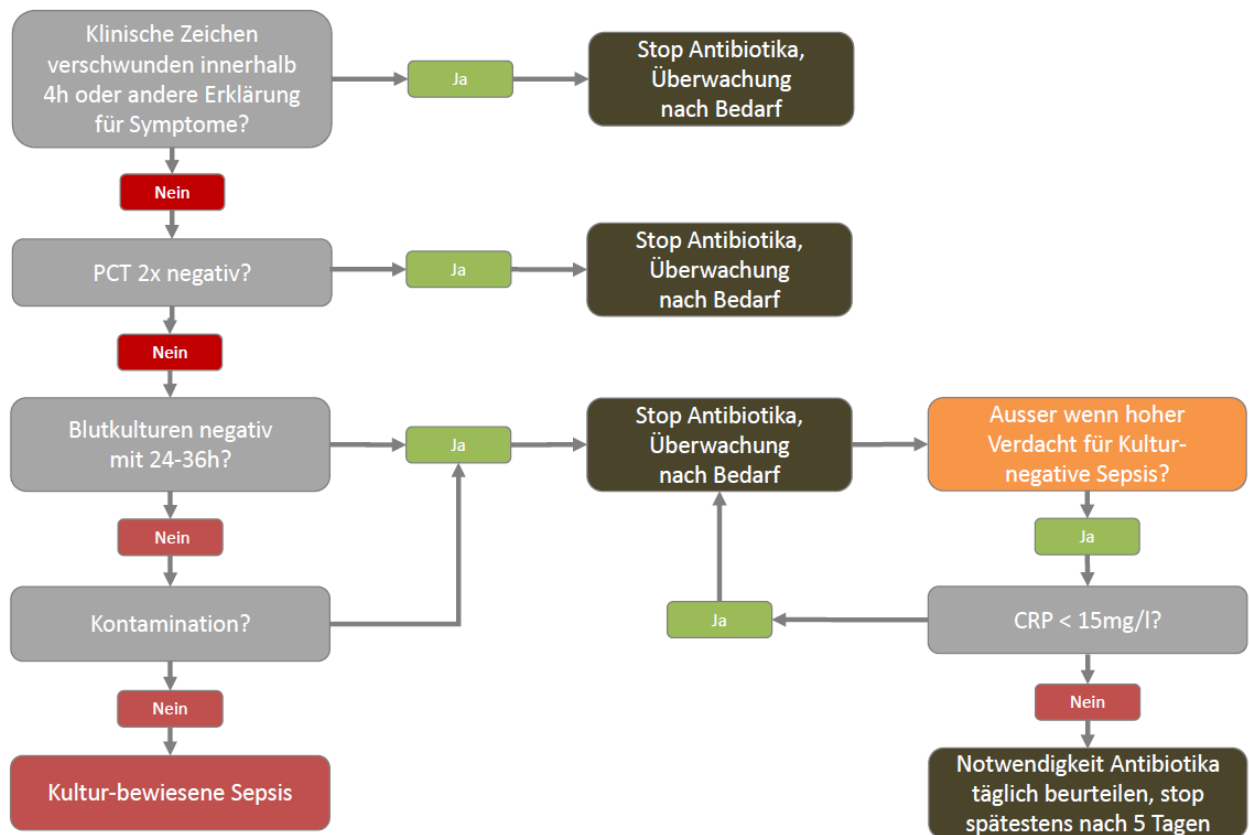 Klinische Zeichen
verschwunden innerhalb
4h oder andere Erklärung
für Symptome?
Ja
Stop Antibiotika,
Überwachung
nach Bedarf
Nein
PCT 2x negativ?
Ja
Stop Antibiotika,
Überwachung
nach Bedarf
Nein
Blutkulturen negativ
mit 24-36h?
Ja
Stop Antibiotika,
Überwachung
nach Bedarf
Ausser wenn hoher
Verdacht für Kultur-
negative Sepsis?
Nein
Ja
Kontamination?
Ja
CRP < 15mg/l?
Nein
Nein
Kultur-bewiesene Sepsis
Notwendigkeit Antibiotika
täglich beurteilen, stop
spätestens nach 5 Tagen